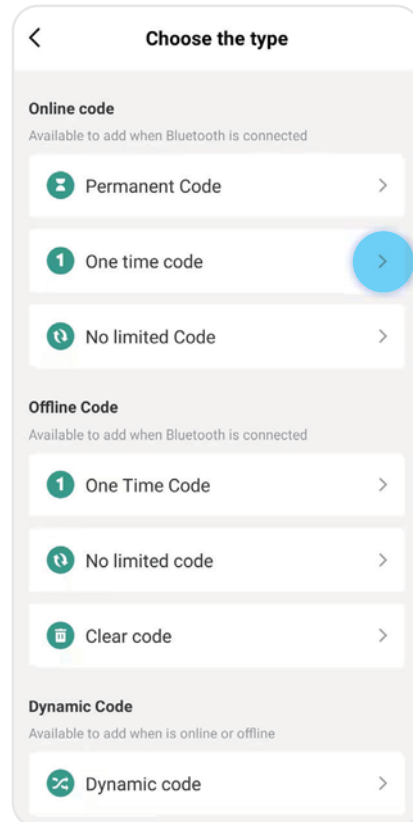 Choose the type
Online code
Available to add when Bluetooth is connected
Permanent Code
1 One time code
No limited Code
Offline Code
Available to add when Bluetooth is connected
1 One Time Code
No limited code
Clear code
Dynamic Code
Available to add when is online or offline
Dynamic code